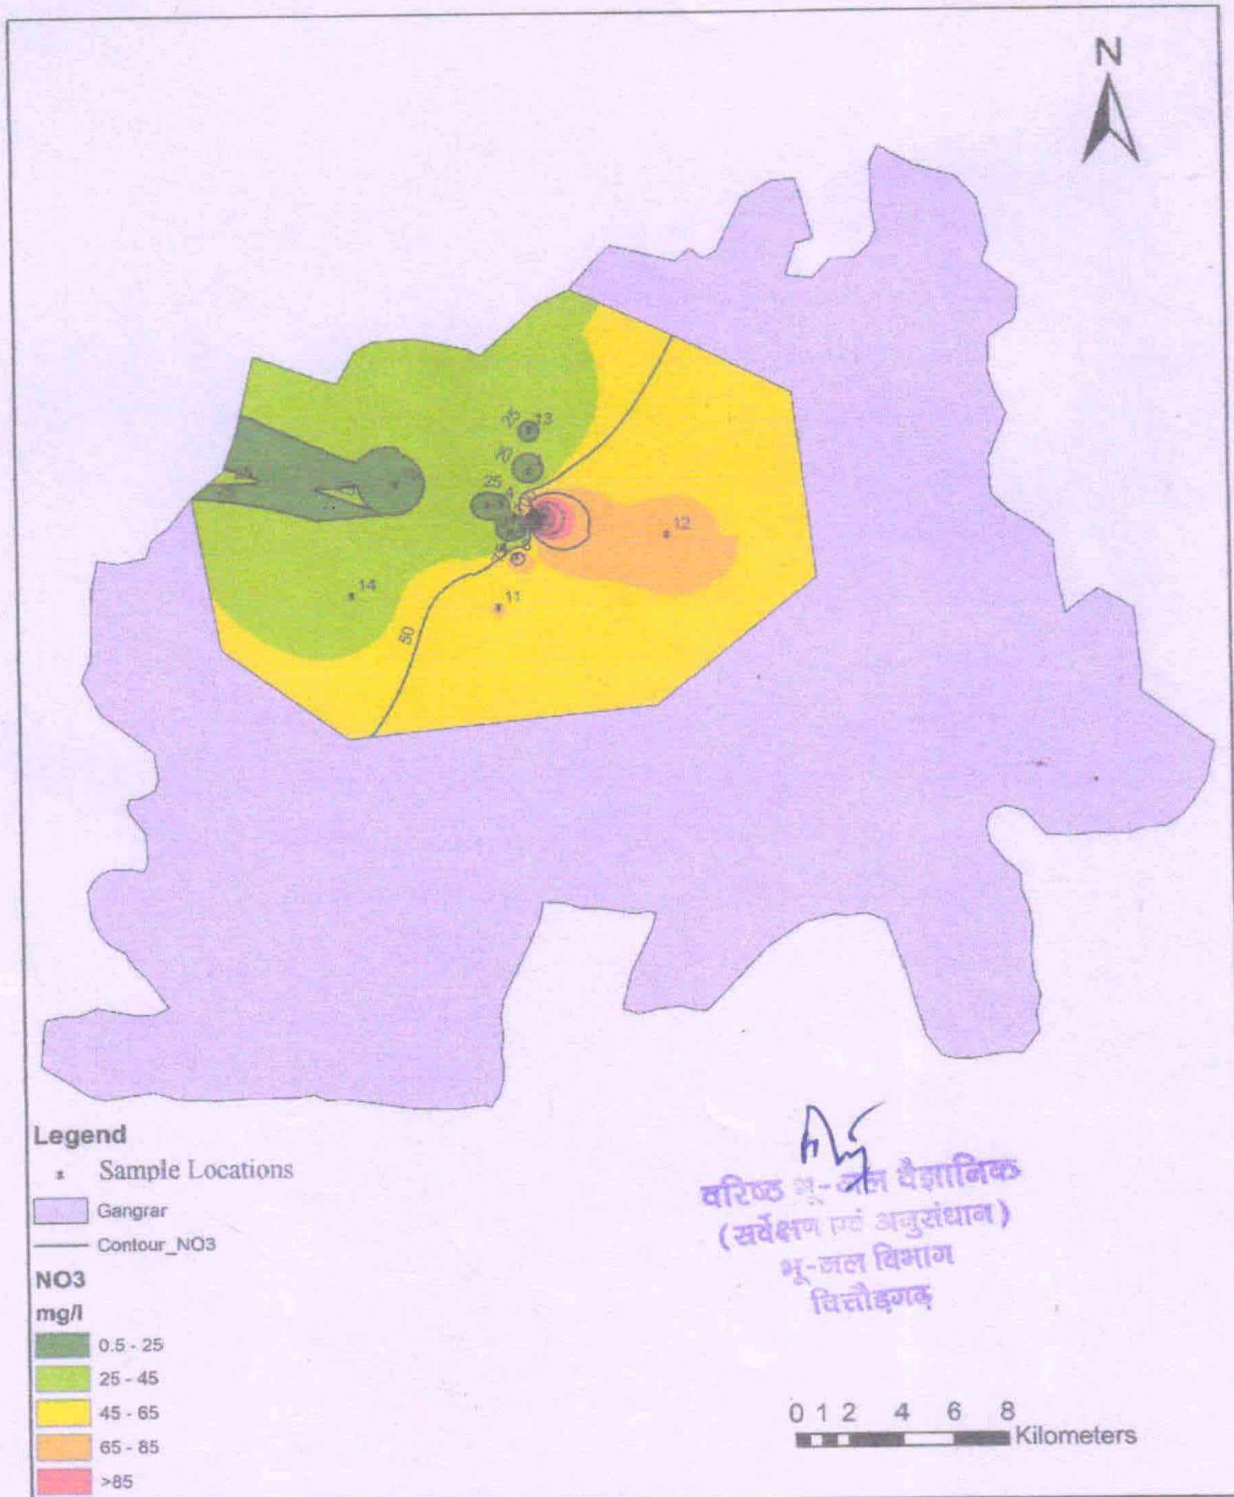 N
25
13
25
12
14
11
50
Legend
Sample Locations
Gangrar
Contour_NO3
NO3
mg/l
0.5 - 25
25 - 45
45 - 65
65 - 85
>85
वरिष्ठ भू-जल वैज्ञानिक
(सर्वेक्षण एवं अनुसंधान)
भू-जल विभाग
चित्तौड़गढ़
0 1 2 4 6 8
Kilometers